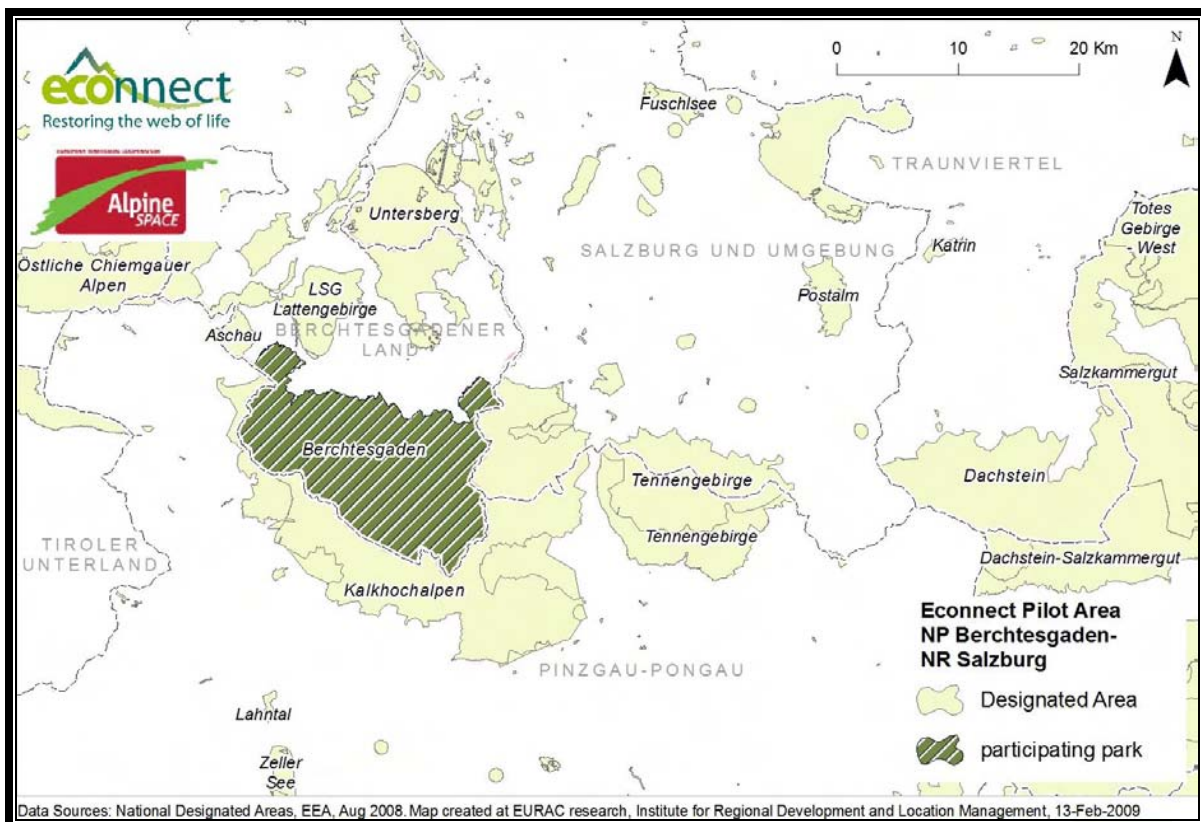 econnect
Restoring the web of life
Alpine
SPACE
0 10 20 Km
N
Fuschlsee
TRAUNVIERTEL
Untersberg
Totes
Gebirge
- West
SALZBURG UND UMGEBUNG
Katrin
Östliche Chiemgauer
Alpen
LSG
Lattengebirge
Postalm
Aschau
BERCHTESGADENER
LAND
Salzkammergut
Berchtesgaden
Tennengebirge
Dachstein
Tennengebirge
TIROLER
UNTERLAND
Dachstein-Salzkammergut
Kalkhochalpen
PINZGAU-PONGAU
Lahntal
Zeller
See
Econnect Pilot Area
NP Berchtesgaden-
NR Salzburg
Designated Area
participating park
Data Sources: National Designated Areas, EEA, Aug 2008. Map created at EURAC research, Institute for Regional Development and Location Management, 13-Feb-2009